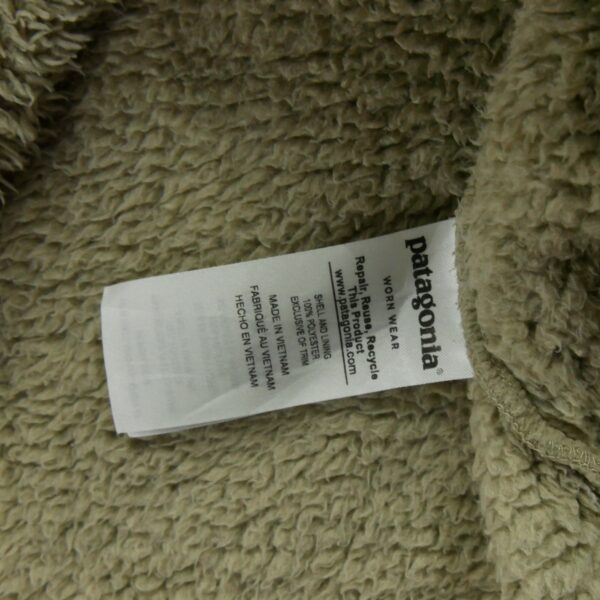 patagonia®
WORN WEAR
Repair, Reuse, Recycle
This Product
www.patagonia.com
SHELL AND LINING
100% POLYESTER
EXCLUSIVE OF TRIM
MADE IN VIETNAM
FABRIQUÉ AU VIETNAM
HECHO EN VIETNAM